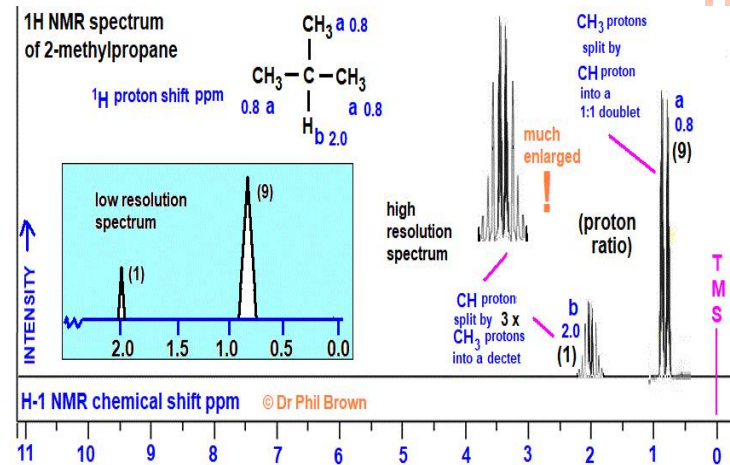 1H NMR spectrum
of 2-methylpropane
¹H proton shift ppm
CH₃ a 0.8
CH₃–C–CH₃
0.8 a
a 0.8
H
b 2.0
CH₃ protons
split by
CH proton
into a
1:1 doublet
a
0.8
(9)
much
enlarged
!
high
resolution
spectrum
(proton
ratio)
low resolution
spectrum
(9)
(1)
2.0 1.5 1.0 0.5 0.0
CH proton
split by 3 x
CH₃ protons
into a dectet
b
2.0
(1)
TMS
INTENSITY →
H-1 NMR chemical shift ppm © Dr Phil Brown
11 10 9 8 7 6 5 4 3 2 1 0